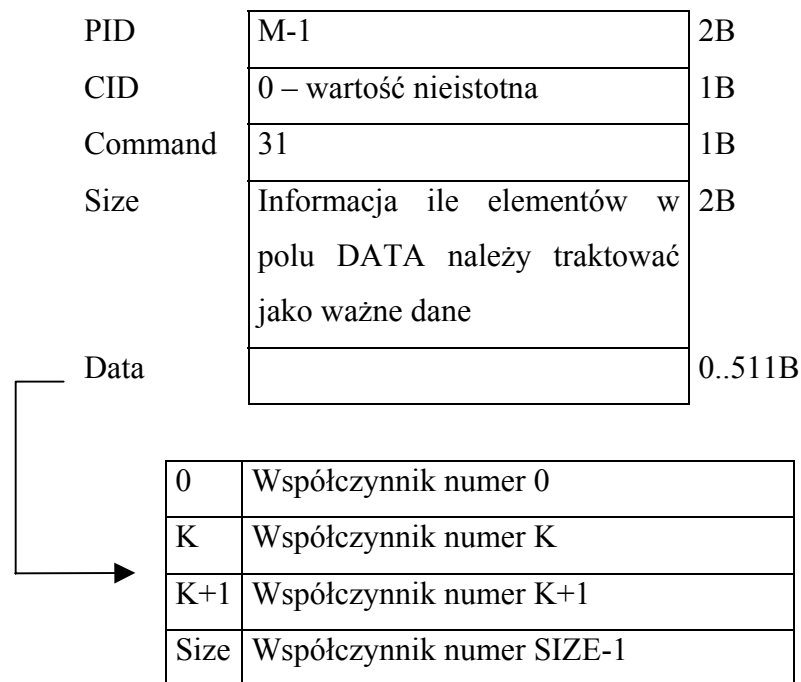 PID M-1 2B
CID 0 – wartość nieistotna 1B
Command 31 1B
Size Informacja ile elementów w 2B
polu DATA należy traktować
jako ważne dane
Data 0..511B
0 Współczynnik numer 0
K Współczynnik numer K
K+1 Współczynnik numer K+1
Size Współczynnik numer SIZE-1